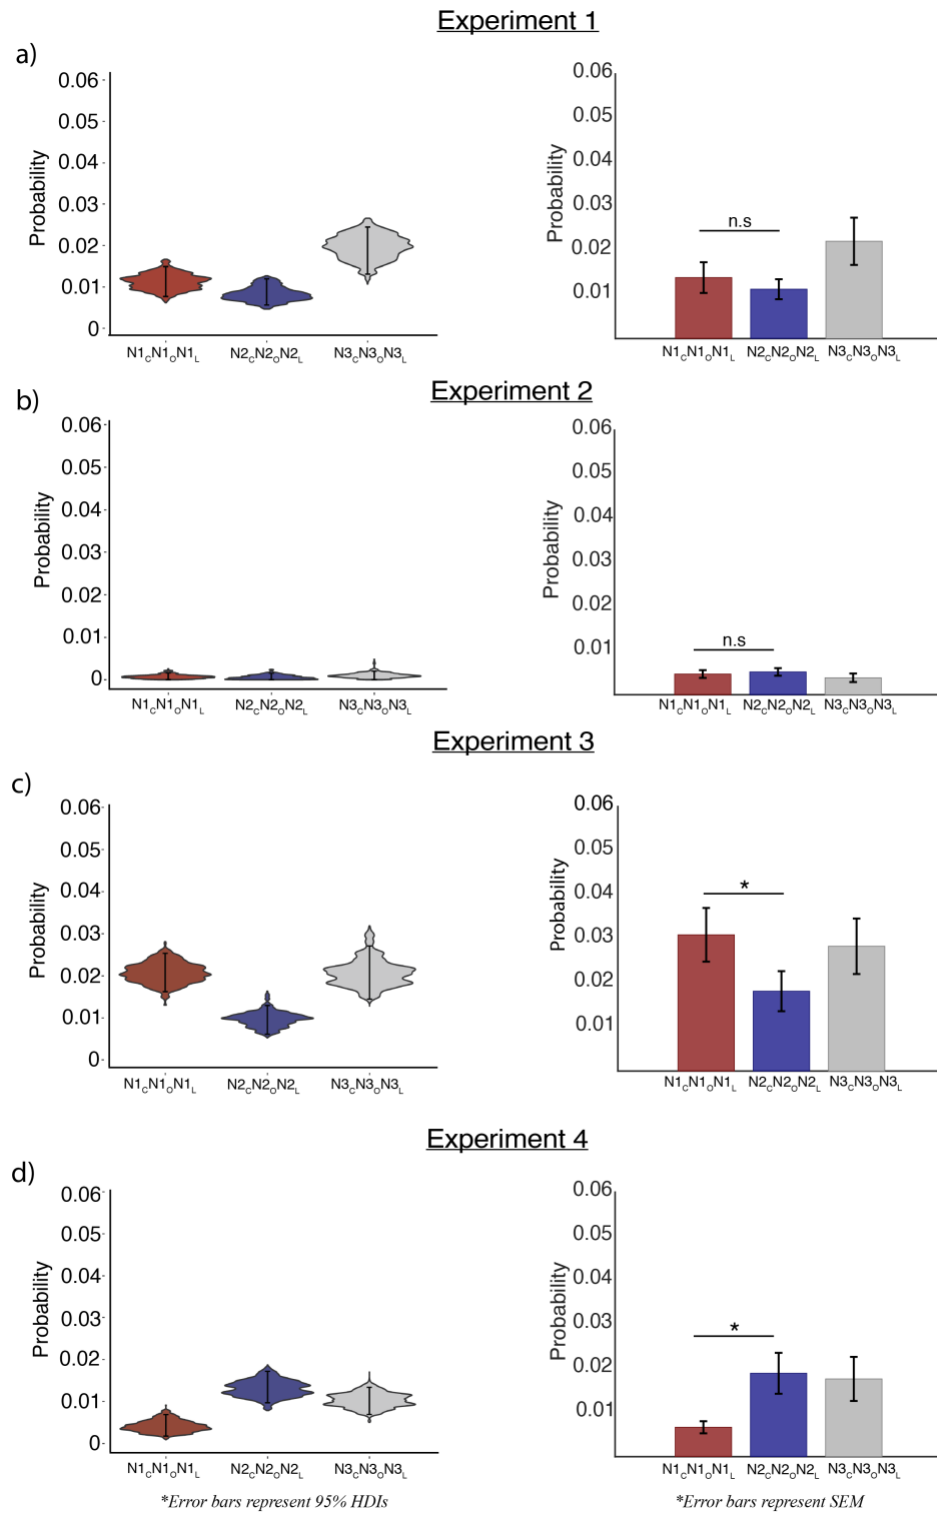 Experiment 1
a)
Probability
0.06
0.05
0.04
0.03
0.02
0.01
0
N1CN1ON1L N2CN2ON2L N3CN3ON3L
Probability
0.06
0.05
0.04
0.03
0.02
0.01
n.s
N1CN1ON1L N2CN2ON2L N3CN3ON3L
Experiment 2
b)
Probability
0.06
0.05
0.04
0.03
0.02
0.01
0
N1CN1ON1L N2CN2ON2L N3CN3ON3L
Probability
0.06
0.05
0.04
0.03
0.02
0.01
n.s
N1CN1ON1L N2CN2ON2L N3CN3ON3L
Experiment 3
c)
Probability
0.06
0.05
0.04
0.03
0.02
0.01
0
N1CN1ON1L N2CN2ON2L N3CN3ON3L
Probability
0.06
0.05
0.04
0.03
0.02
0.01
*
N1CN1ON1L N2CN2ON2L N3CN3ON3L
Experiment 4
d)
Probability
0.06
0.05
0.04
0.03
0.02
0.01
0
N1CN1ON1L N2CN2ON2L N3CN3ON3L
*Error bars represent 95% HDIs
Probability
0.06
0.05
0.04
0.03
0.02
0.01
*
N1CN1ON1L N2CN2ON2L N3CN3ON3L
*Error bars represent SEM